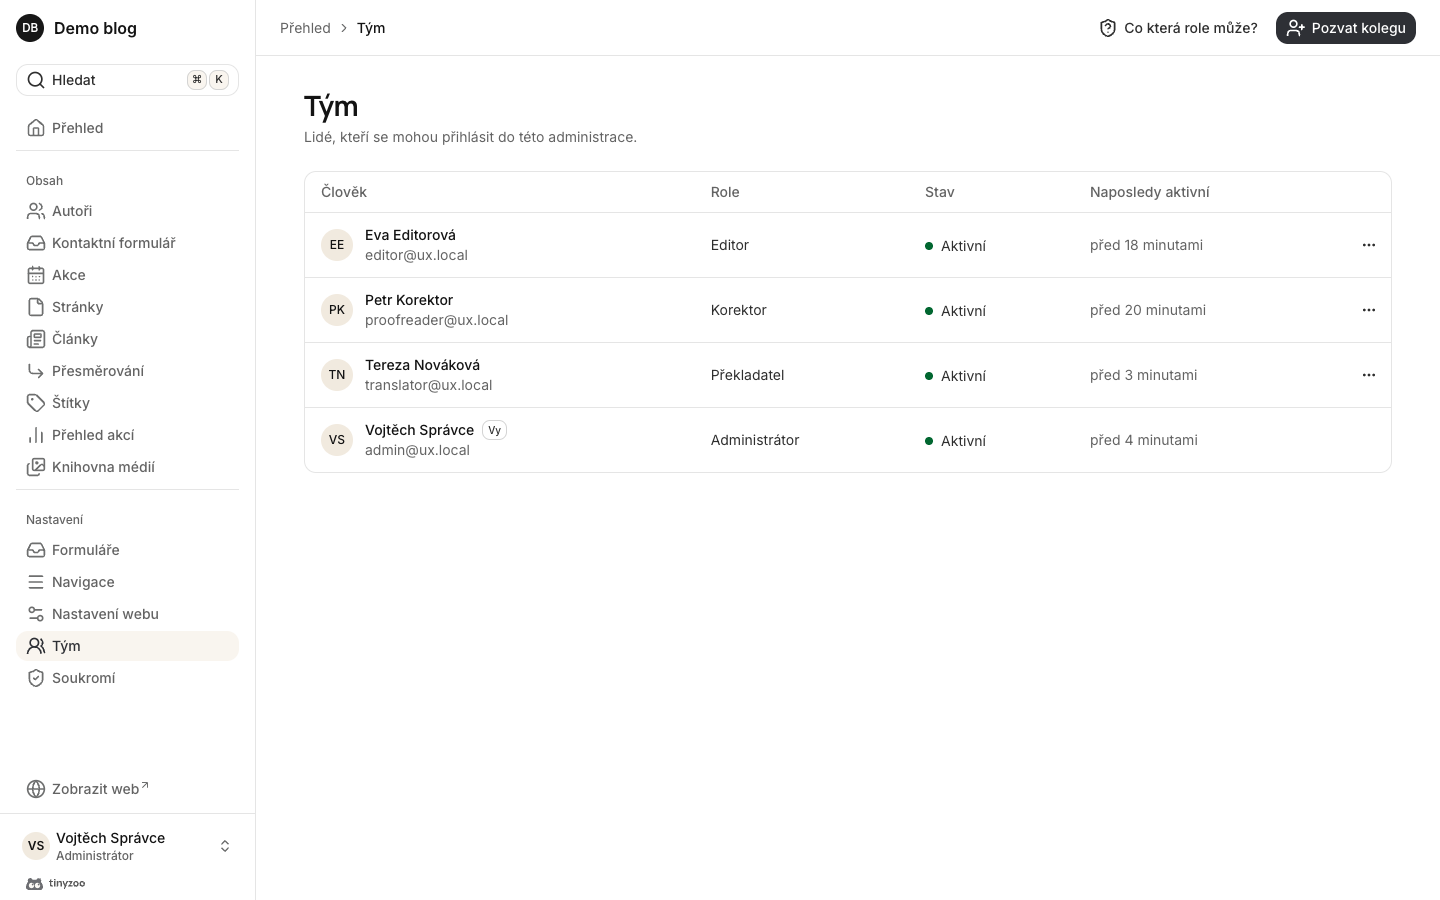 DB Demo blog
Hledat ⌘ K
Přehled
Obsah
Autoři
Kontaktní formulář
Akce
Stránky
Články
Přesměrování
Štítky
Přehled akcí
Knihovna médií
Nastavení
Formuláře
Navigace
Nastavení webu
Tým
Soukromí
Zobrazit web↗
VS Vojtěch Správce
Administrátor
tinyzoo
Přehled > Tým
Co která role může?
Pozvat kolegu
Tým
Lidé, kteří se mohou přihlásit do této administrace.
Člověk Role Stav Naposledy aktivní
EE Eva Editorová
editor@ux.local
Editor Aktivní před 18 minutami
PK Petr Korektor
proofreader@ux.local
Korektor Aktivní před 20 minutami
TN Tereza Nováková
translator@ux.local
Překladatel Aktivní před 3 minutami
VS Vojtěch Správce Vy
admin@ux.local
Administrátor Aktivní před 4 minutami